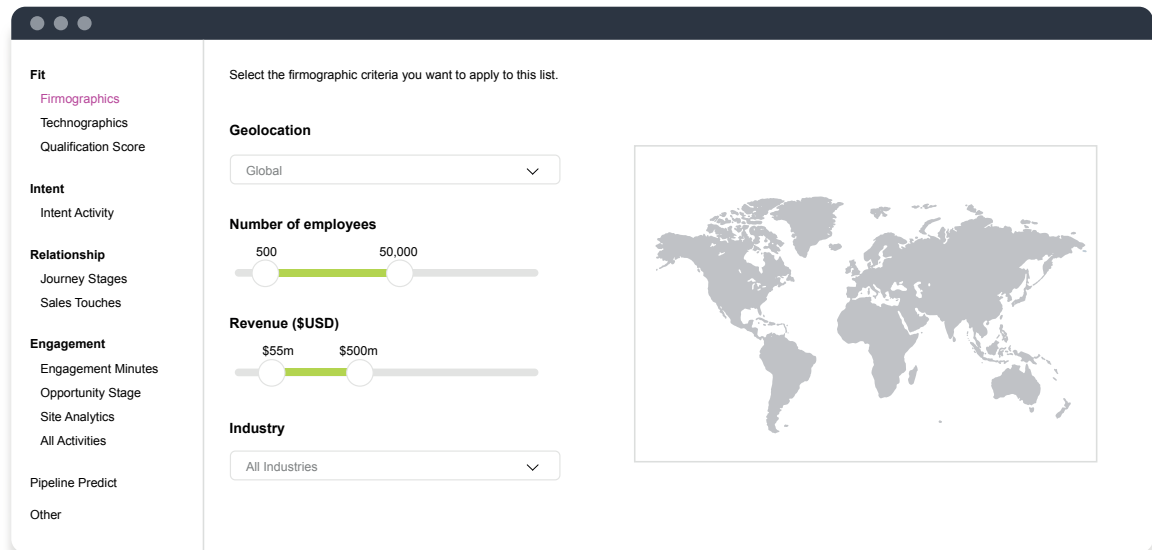 Fit
Firmographics
Technographics
Qualification Score
Intent
Intent Activity
Relationship
Journey Stages
Sales Touches
Engagement
Engagement Minutes
Opportunity Stage
Site Analytics
All Activities
Pipeline Predict
Other
Select the firmographic criteria you want to apply to this list.
Geolocation
Global
Number of employees
500 50,000
Revenue ($USD)
$55m $500m
Industry
All Industries